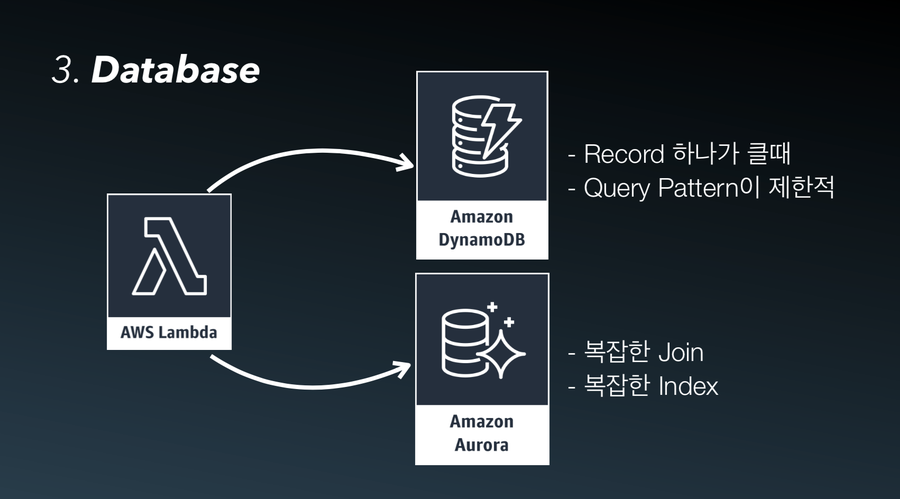 3. Database
Amazon
DynamoDB
- Record 하나가 클때
- Query Pattern이 제한적
AWS Lambda
Amazon
Aurora
- 복잡한 Join
- 복잡한 Index